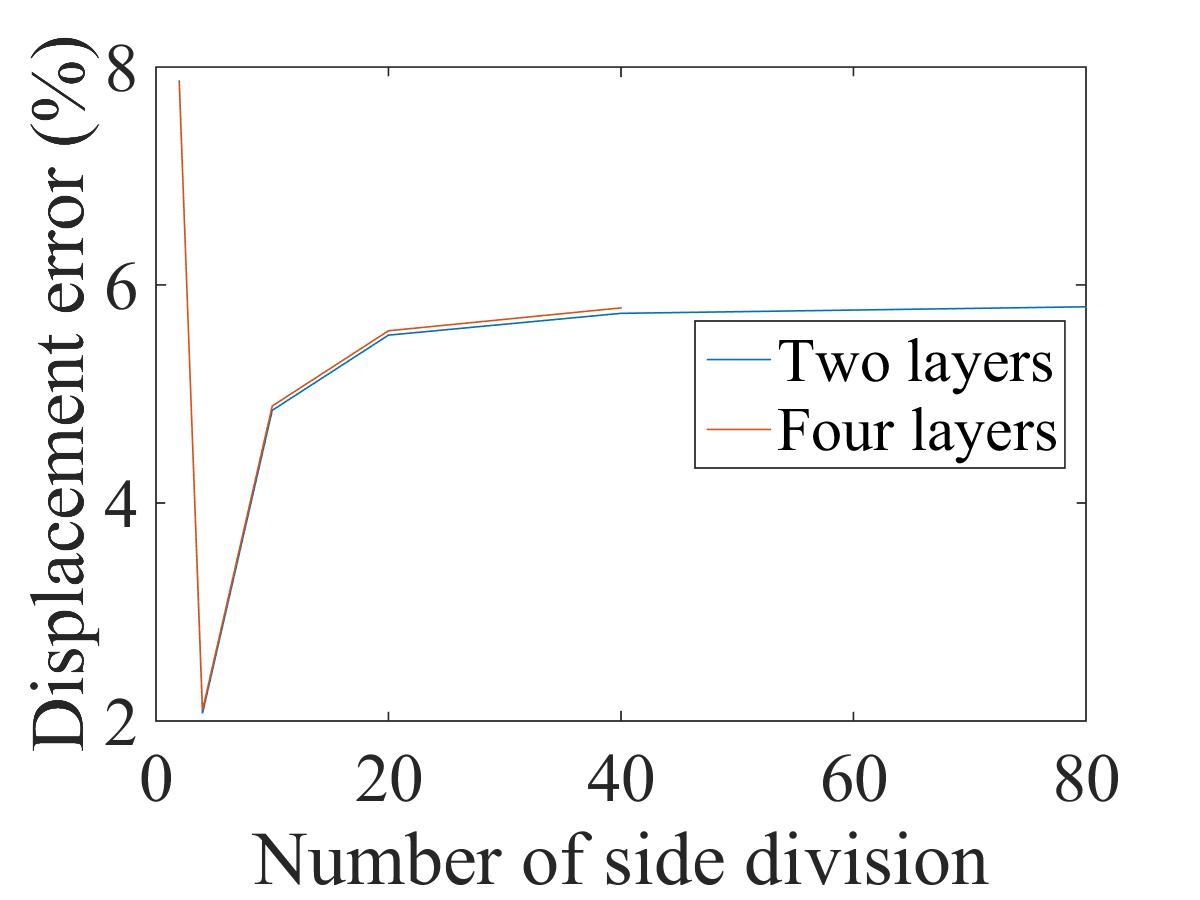 Displacement error (%)
8
6
4
2
0 20 40 60 80
Number of side division
Two layers
Four layers